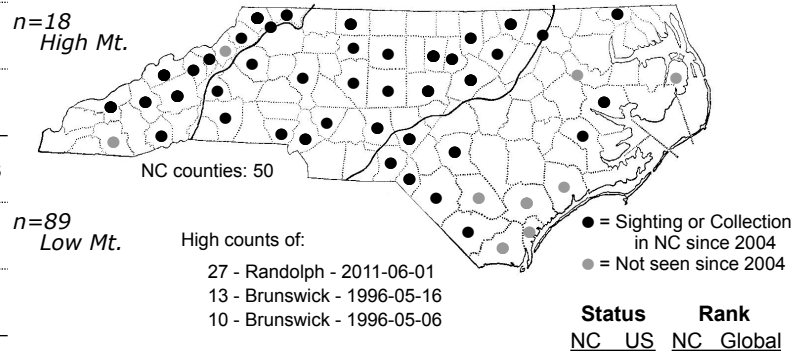 n=18
High Mt.
NC counties: 50
n=89
Low Mt.
High counts of:
27 - Randolph - 2011-06-01
13 - Brunswick - 1996-05-16
10 - Brunswick - 1996-05-06
● = Sighting or Collection
in NC since 2004
● = Not seen since 2004
Status Rank
NC US NC Global